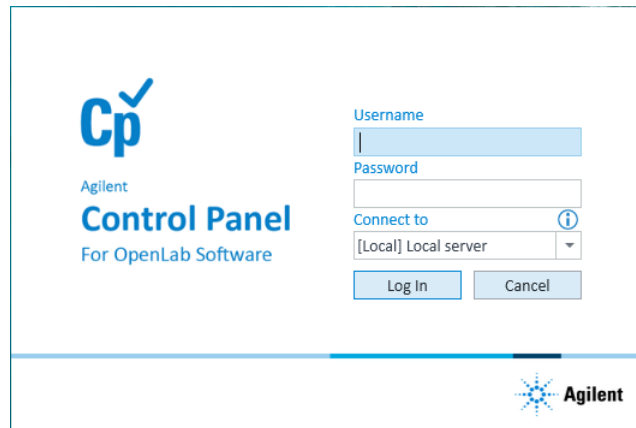 Cp
Agilent
Control Panel
For OpenLab Software
Username
Password
Connect to
[Local] Local server
Log In
Cancel
Agilent